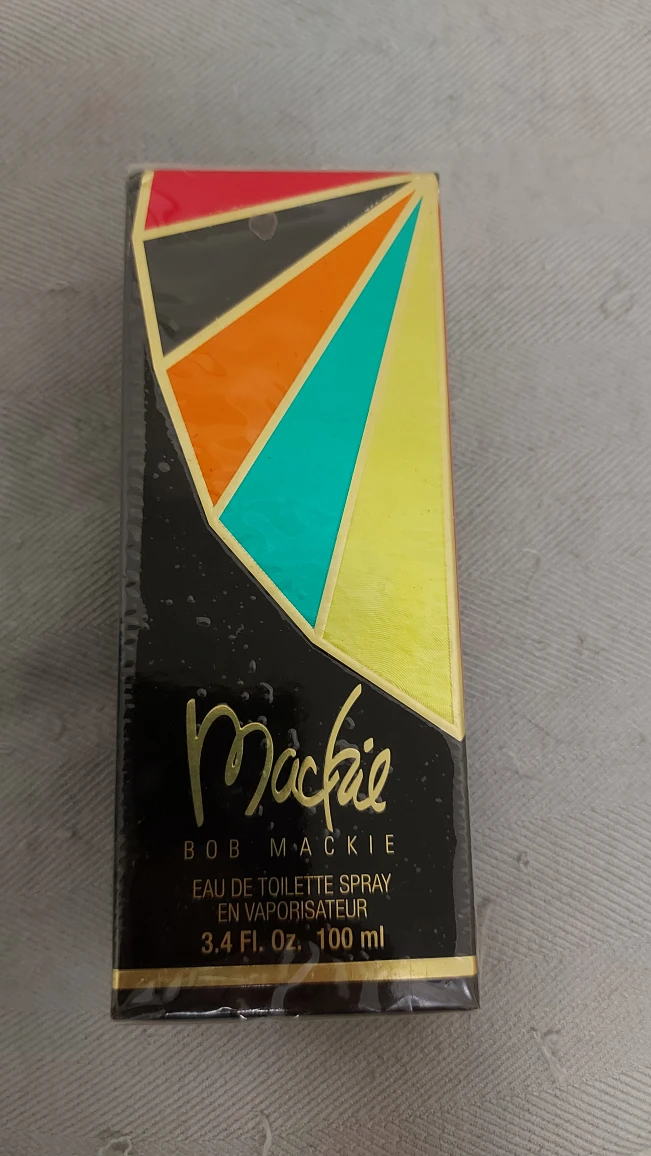 Mackie
BOB MACKIE
EAU DE TOILETTE SPRAY
EN VAPORISATEUR
3.4 Fl. Oz. 100 ml